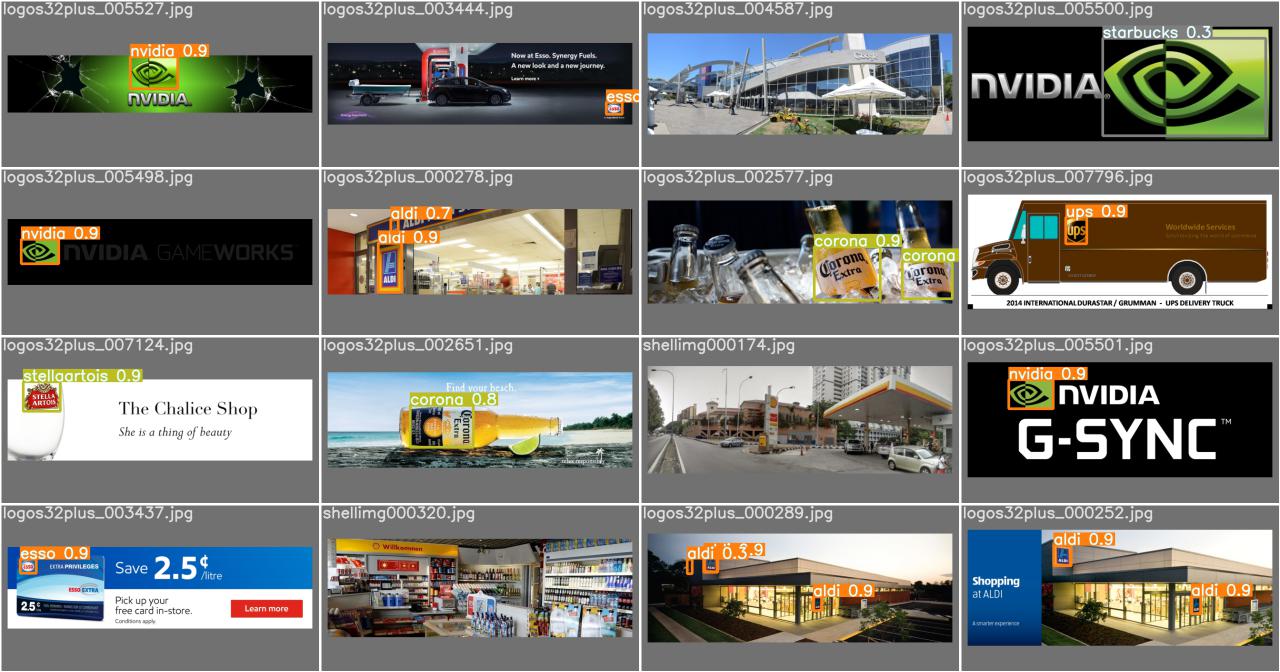 logos32plus_005527.jpg
nvidia 0.9
NVIDIA.
logos32plus_003444.jpg
Now at Esso. Synergy Fuels.
A new look and a new journey.
Learn more
esso
Esso
logos32plus_004587.jpg
Google
logos32plus_005500.jpg
starbucks 0.3
NVIDIA
logos32plus_005498.jpg
nvidia 0.9
NVIDIA GAMEWORKS
logos32plus_000278.jpg
aldi 0.7
aldi 0.9
ALDI
logos32plus_002577.jpg
corona 0.9
corona
Corona
Extra
Corona
Extra
logos32plus_007796.jpg
ups 0.9
ups
Worldwide Services
2014 INTERNATIONAL DURASTAR / GRUMMAN - UPS DELIVERY TRUCK
logos32plus_007124.jpg
stellaartois 0.9
STELLA
ARTOIS
The Chalice Shop
She is a thing of beauty
logos32plus_002651.jpg
Find your beach.
corona 0.8
Corona
Extra
relax responsibly.
shellimg000174.jpg
logos32plus_005501.jpg
nvidia 0.9
NVIDIA
G-SYNC™
logos32plus_003437.jpg
esso 0.9
Esso
EXTRA PRIVILEGES
ESSO EXTRA
2.5¢
Save 2.5¢ /litre
Pick up your
free card in-store.
Conditions apply.
Learn more
shellimg000320.jpg
Willkommen
logos32plus_000289.jpg
aldi 0.3
0.9
aldi 0.9
logos32plus_000252.jpg
aldi 0.9
aldi 0.9
Shopping
at ALDI
A smarter experience